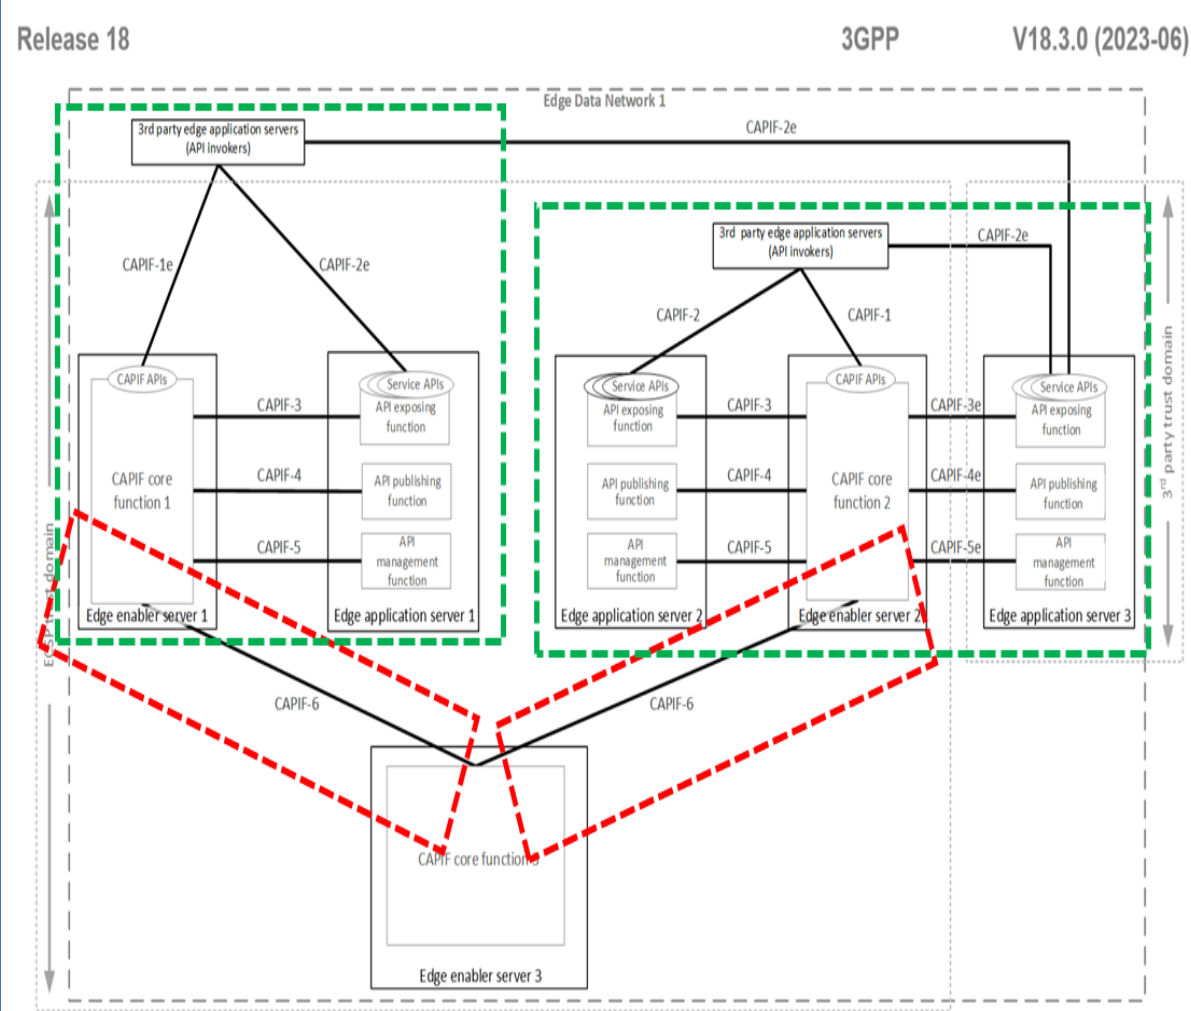 Release 18
3GPP
V18.3.0 (2023-06)
Edge Data Network 1
3rd party edge application servers
(API invokers)
CAPIF-2e
3rd party edge application servers
(API invokers)
CAPIF-2e
CAPIF-1e
CAPIF-2e
CAPIF-2
CAPIF-1
CAPIF APIs
Service APIs
Service APIs
CAPIF APIs
Service APIs
API exposing
function
CAPIF-3
API exposing
function
CAPIF-3
CAPIF-3e
API exposing
function
CAPIF core
function 1
CAPIF-4
API publishing
function
API publishing
function
CAPIF-4
CAPIF core
function 2
CAPIF-4e
API publishing
function
CAPIF-5
API
management
function
API
management
function
CAPIF-5
CAPIF-5e
API
management
function
Edge enabler server 1
Edge application server 1
Edge application server 2
Edge enabler server 2
Edge application server 3
domain
3rd party trust domain
CAPIF-6
CAPIF-6
CAPIF core function
Edge enabler server 3